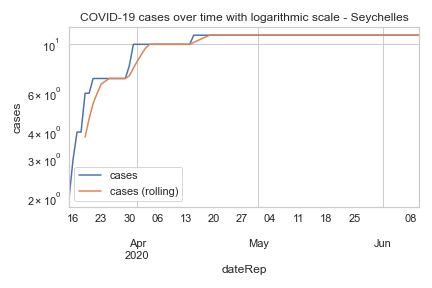 COVID-19 cases over time with logarithmic scale - Seychelles
cases
10¹
6 × 10⁰
4 × 10⁰
3 × 10⁰
2 × 10⁰
cases
cases (rolling)
16 23 30 06 13 20 27 04 11 18 25 08
Apr May Jun
2020
dateRep